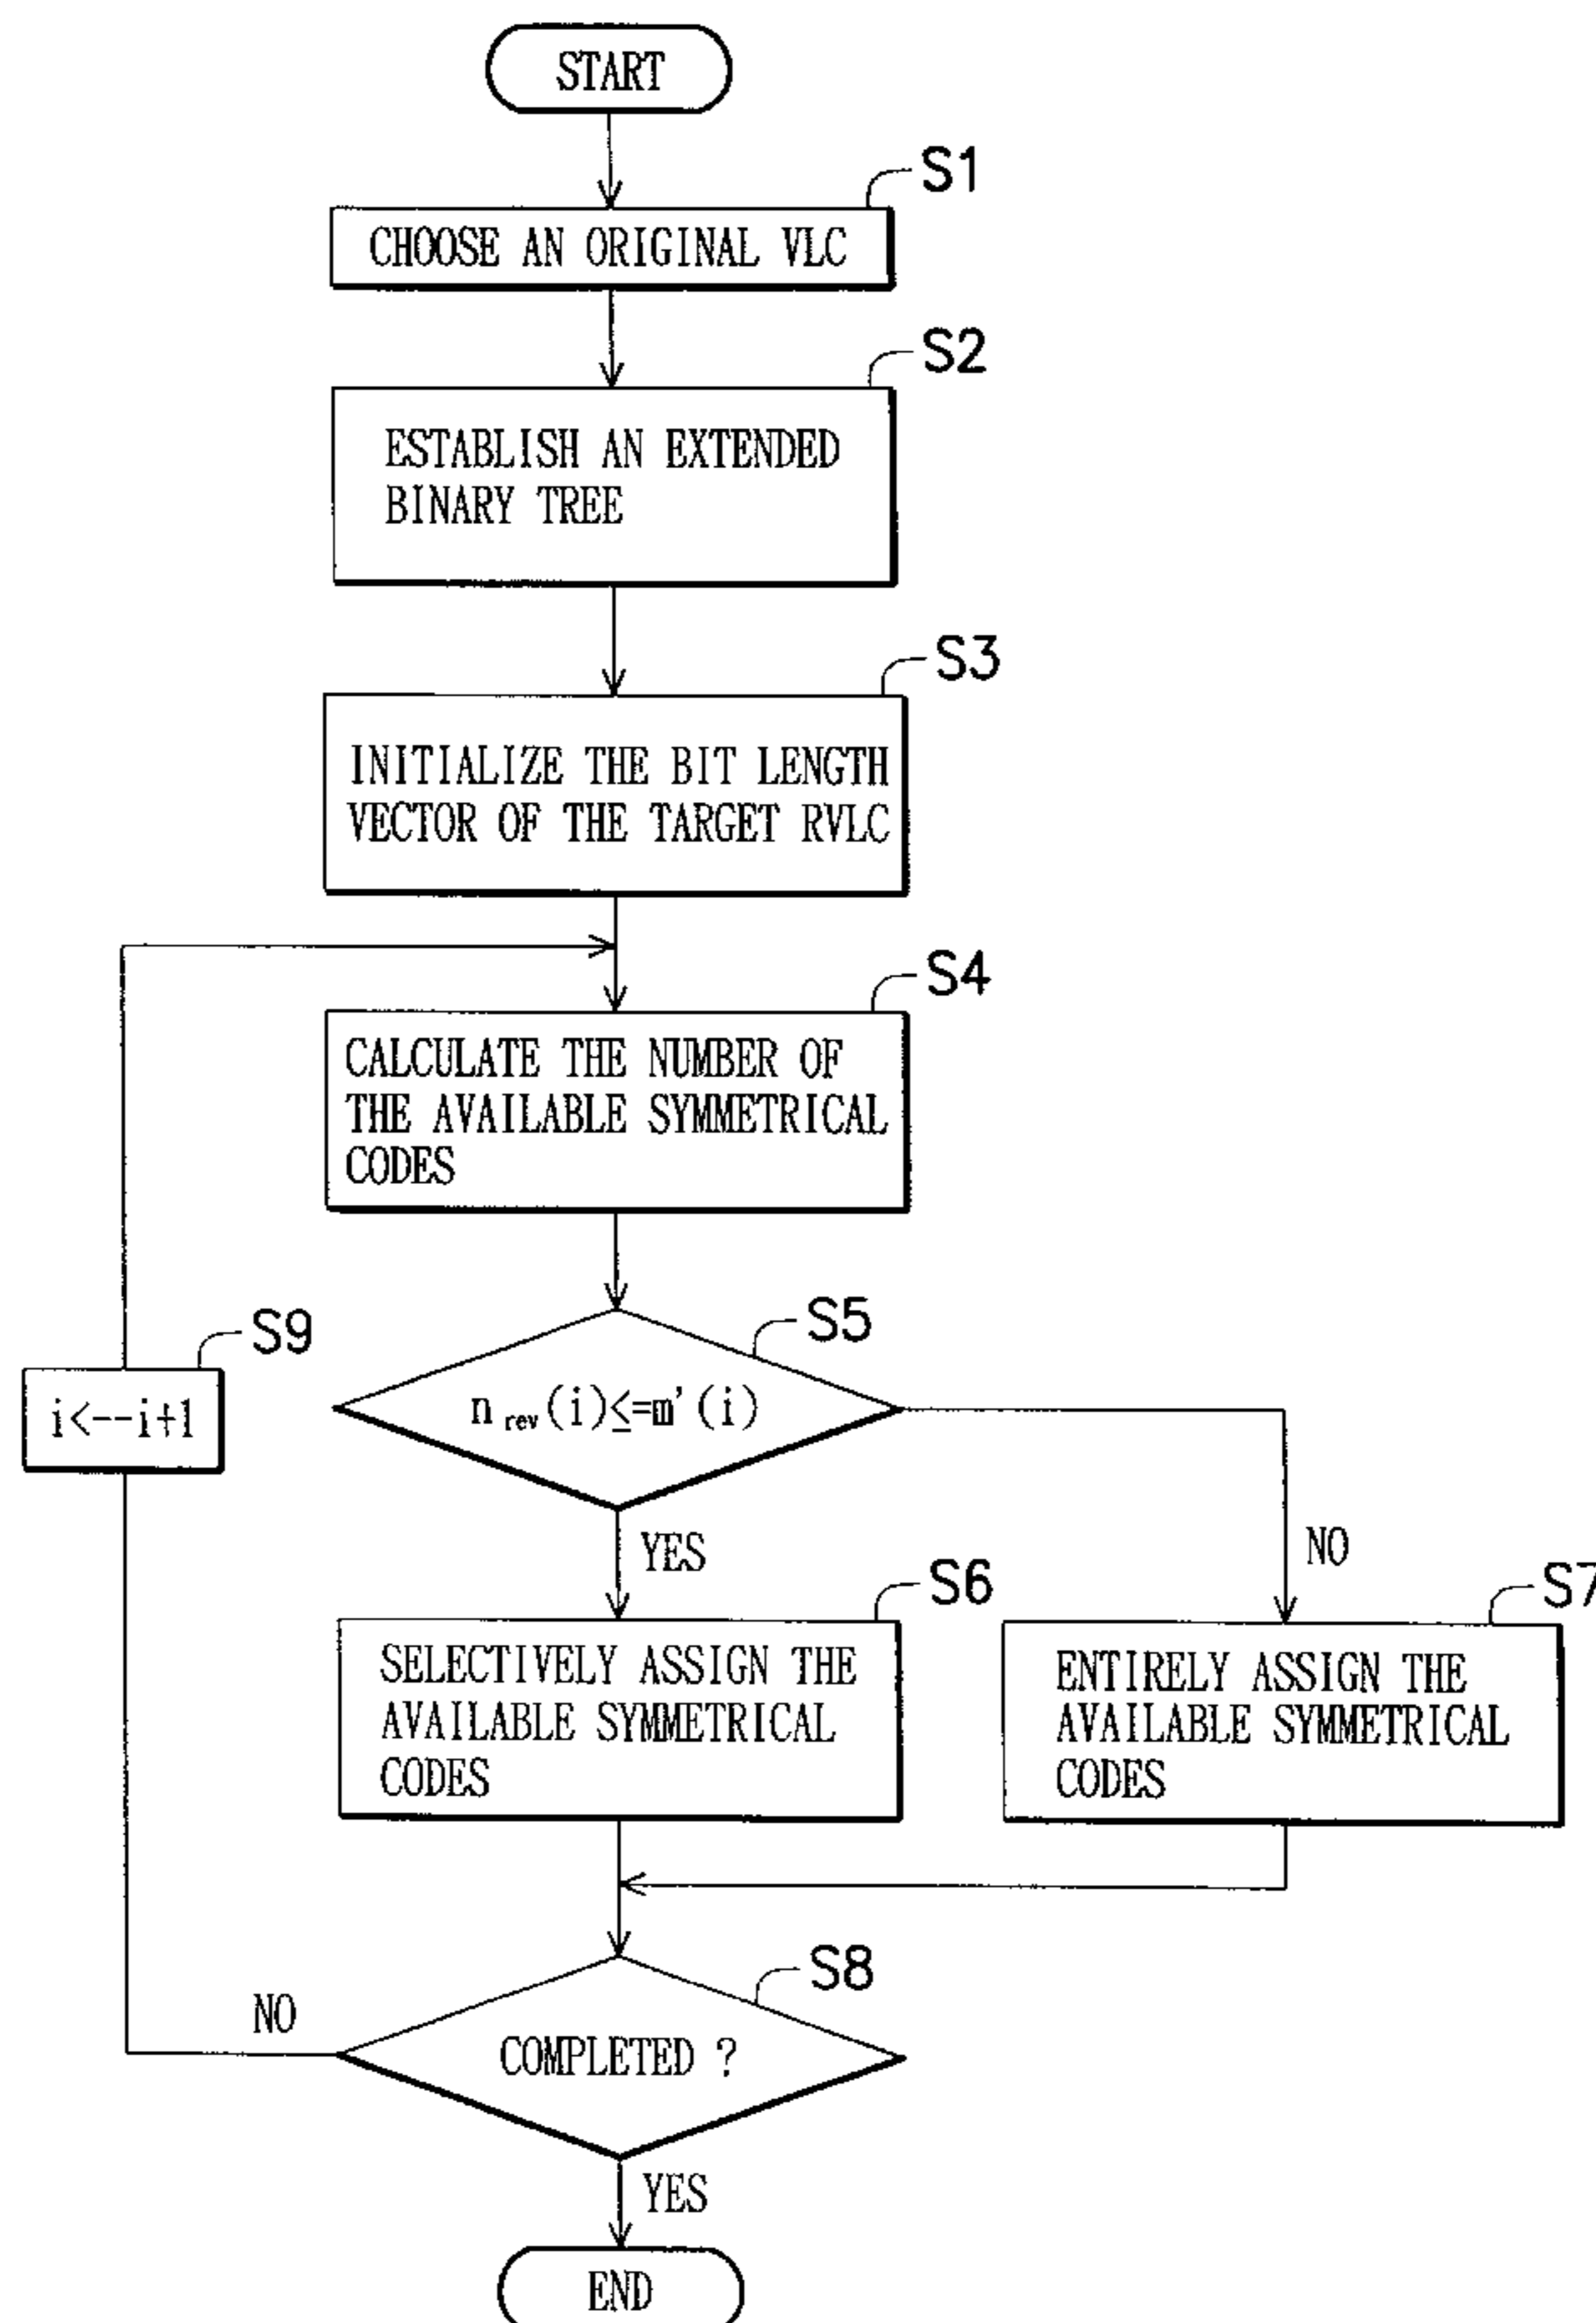 START
S1
CHOOSE AN ORIGINAL VLC
S2
ESTABLISH AN EXTENDED
BINARY TREE
S3
INITIALIZE THE BIT LENGTH
VECTOR OF THE TARGET RVLC
S4
CALCULATE THE NUMBER OF
THE AVAILABLE SYMMETRICAL
CODES
S9
i<--i+1
S5
n rev (i)<=m'(i)
YES
NO
S6
SELECTIVELY ASSIGN THE
AVAILABLE SYMMETRICAL
CODES
S7
ENTIRELY ASSIGN THE
AVAILABLE SYMMETRICAL
CODES
S8
NO
COMPLETED ?
YES
END